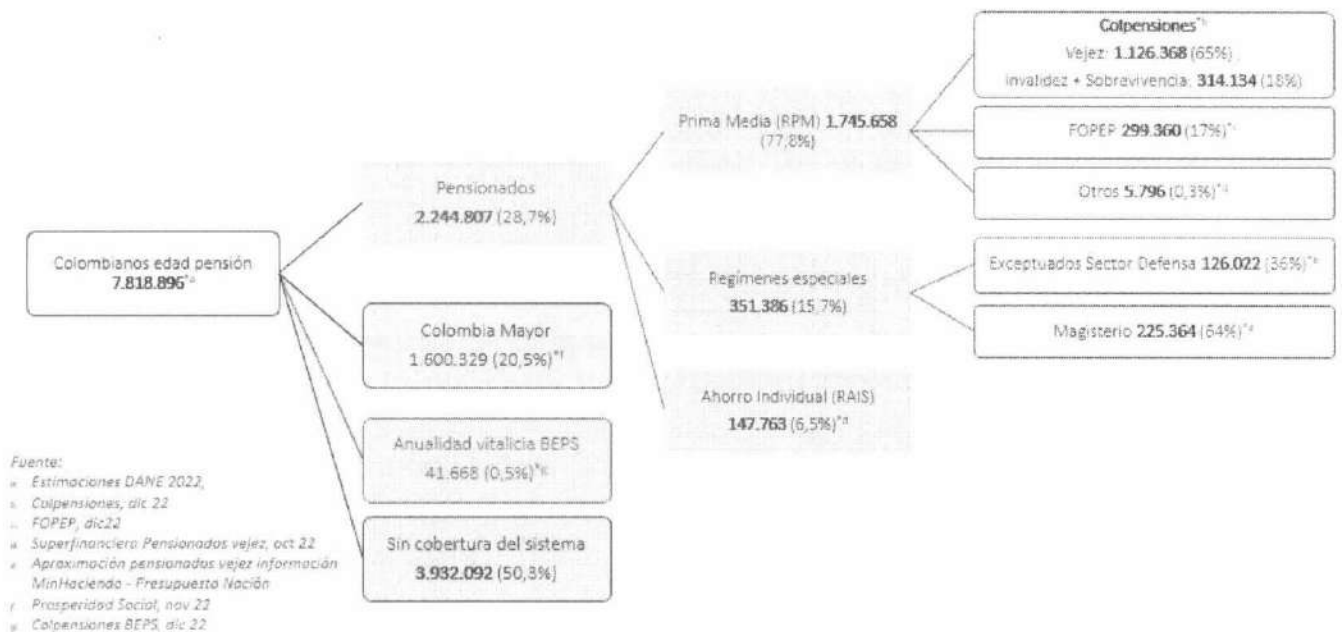 Colombianos edad pensión
7.818.896*ᵃ
Pensionados
2.244.807 (28,7%)
Colombia Mayor
1.600.329 (20,5%)*ᶠ
Anualidad vitalicia BEPS
41.668 (0,5%)*ᵍ
Sin cobertura del sistema
3.932.092 (50,3%)
Prima Media (RPM) 1.745.658
(77,8%)
Regímenes especiales
351.386 (15,7%)
Ahorro Individual (RAIS)
147.763 (6,5%)*ᵈ
Colpensiones*ᵇ
Vejez: 1.126.368 (65%)
Invalidez + Sobrevivencia: 314.134 (18%)
FOPEP 299.360 (17%)*ᶜ
Otros 5.796 (0,3%)*ᵈ
Exceptuados Sector Defensa 126.022 (36%)*ᵉ
Magisterio 225.364 (64%)*ᵉ
Fuente:
a Estimaciones DANE 2022,
b. Colpensiones, dic 22
c. FOPEP, dic22
d Superfinanciera Pensionados vejez, oct 22
e Aproximación pensionados vejez información
MinHacienda - Presupuesto Nación
f Prosperidad Social, nov 22
g Colpensiones BEPS, dic 22